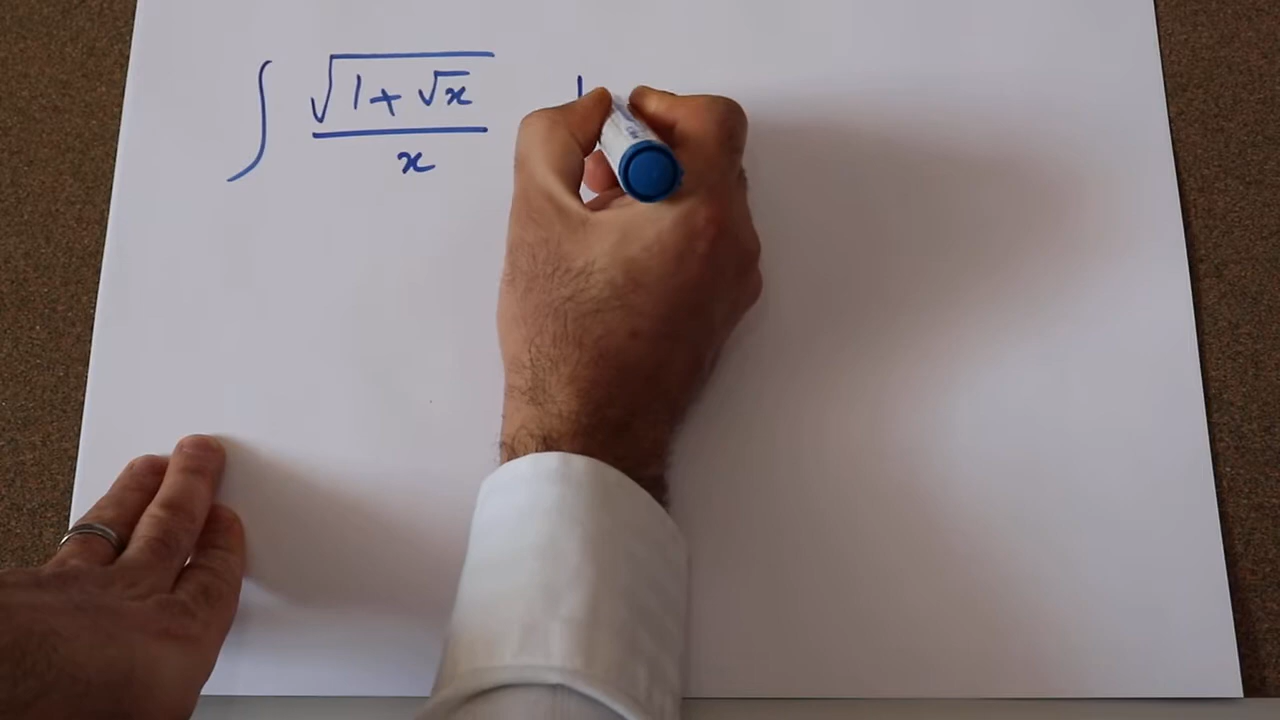 ∫ √(1+√x) / x